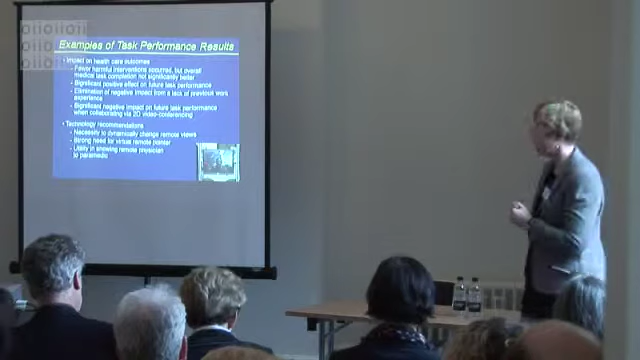 oiioiioii
oiioiioii
oiioiioii
Examples of Task Performance Results
• Impact on health care outcomes
- Fewer harmful interventions occurred, but overall
medical task completion not significantly better
- Significant positive effect on future task performance
- Elimination of negative impact from a lack of previous work
experience
- Significant negative impact on future task performance
when collaborating via 2D video-conferencing
• Technology recommendations
- Necessity to dynamically change remote views
- Strong need for virtual remote pointer
- Utility in showing remote physician
to paramedic